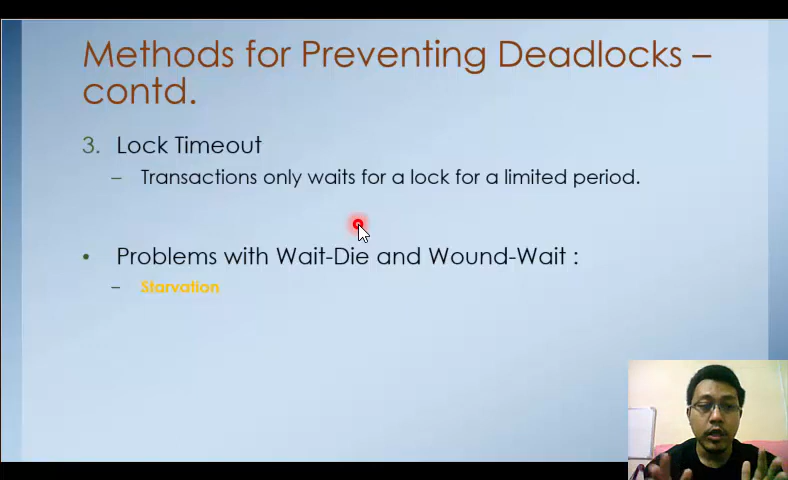 Methods for Preventing Deadlocks –
contd.
3. Lock Timeout
– Transactions only waits for a lock for a limited period.
• Problems with Wait-Die and Wound-Wait :
– Starvation